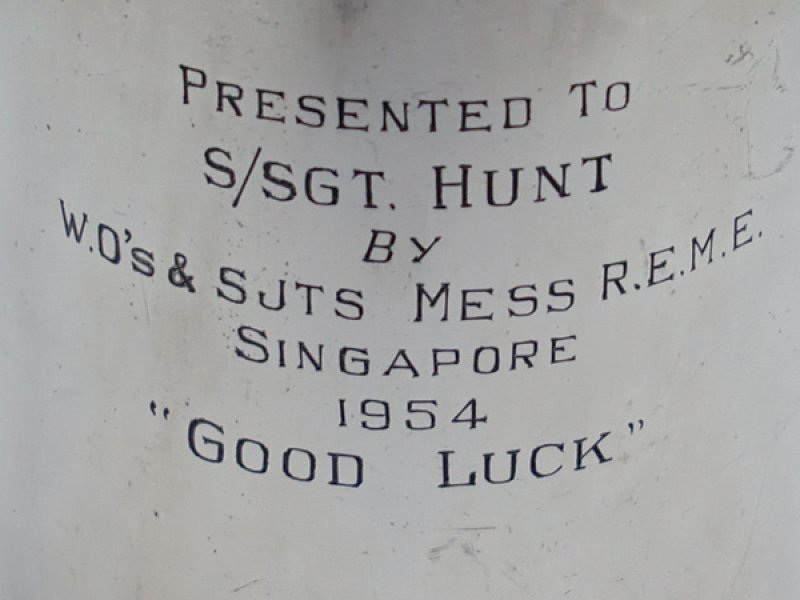 PRESENTED TO
S/SGT. HUNT
BY
W.O's & SJTS MESS R.E.M.E.
SINGAPORE
1954
"GOOD LUCK"